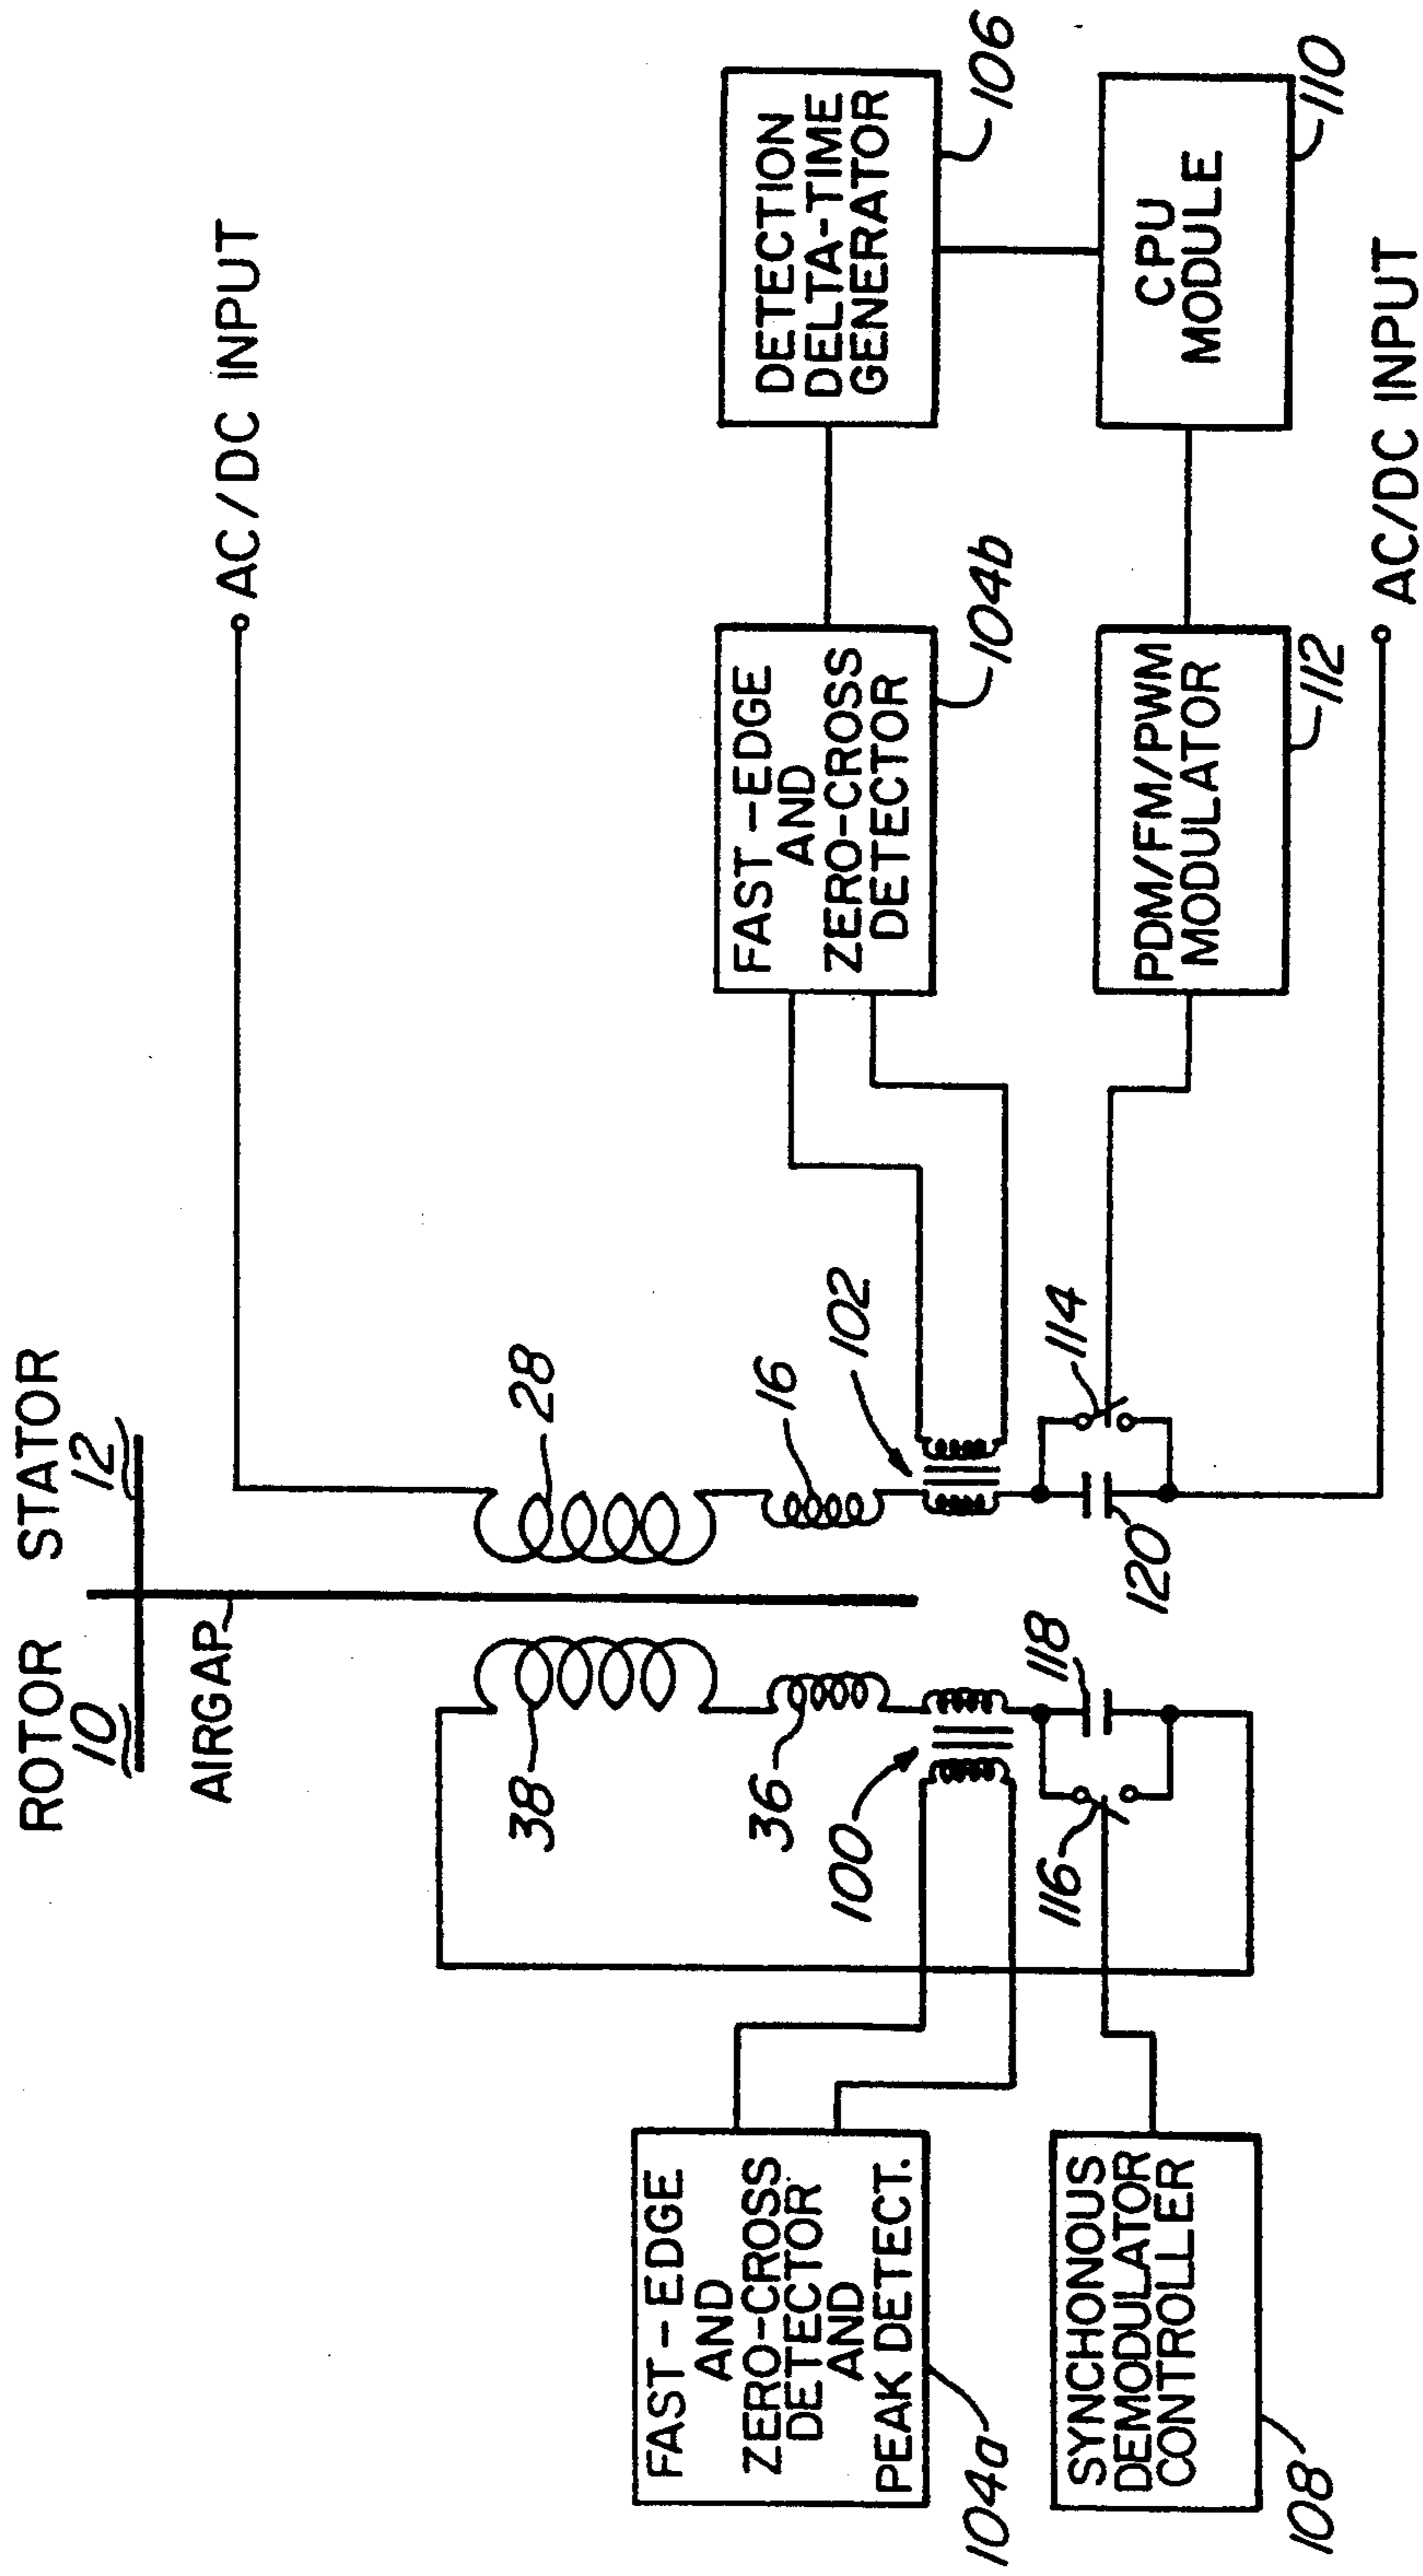 ROTOR STATOR
10 12
AIRGAP
AC/DC INPUT
38
28
36
16
100
102
FAST-EDGE
AND
ZERO-CROSS
DETECTOR
AND
PEAK DETECT.
104a
FAST-EDGE
AND
ZERO-CROSS
DETECTOR
104b
DETECTION
DELTA-TIME
GENERATOR
106
116
118
120
114
SYNCHONOUS
DEMODULATOR
CONTROLLER
108
PDM/FM/PWM
MODULATOR
112
CPU
MODULE
110
AC/DC INPUT